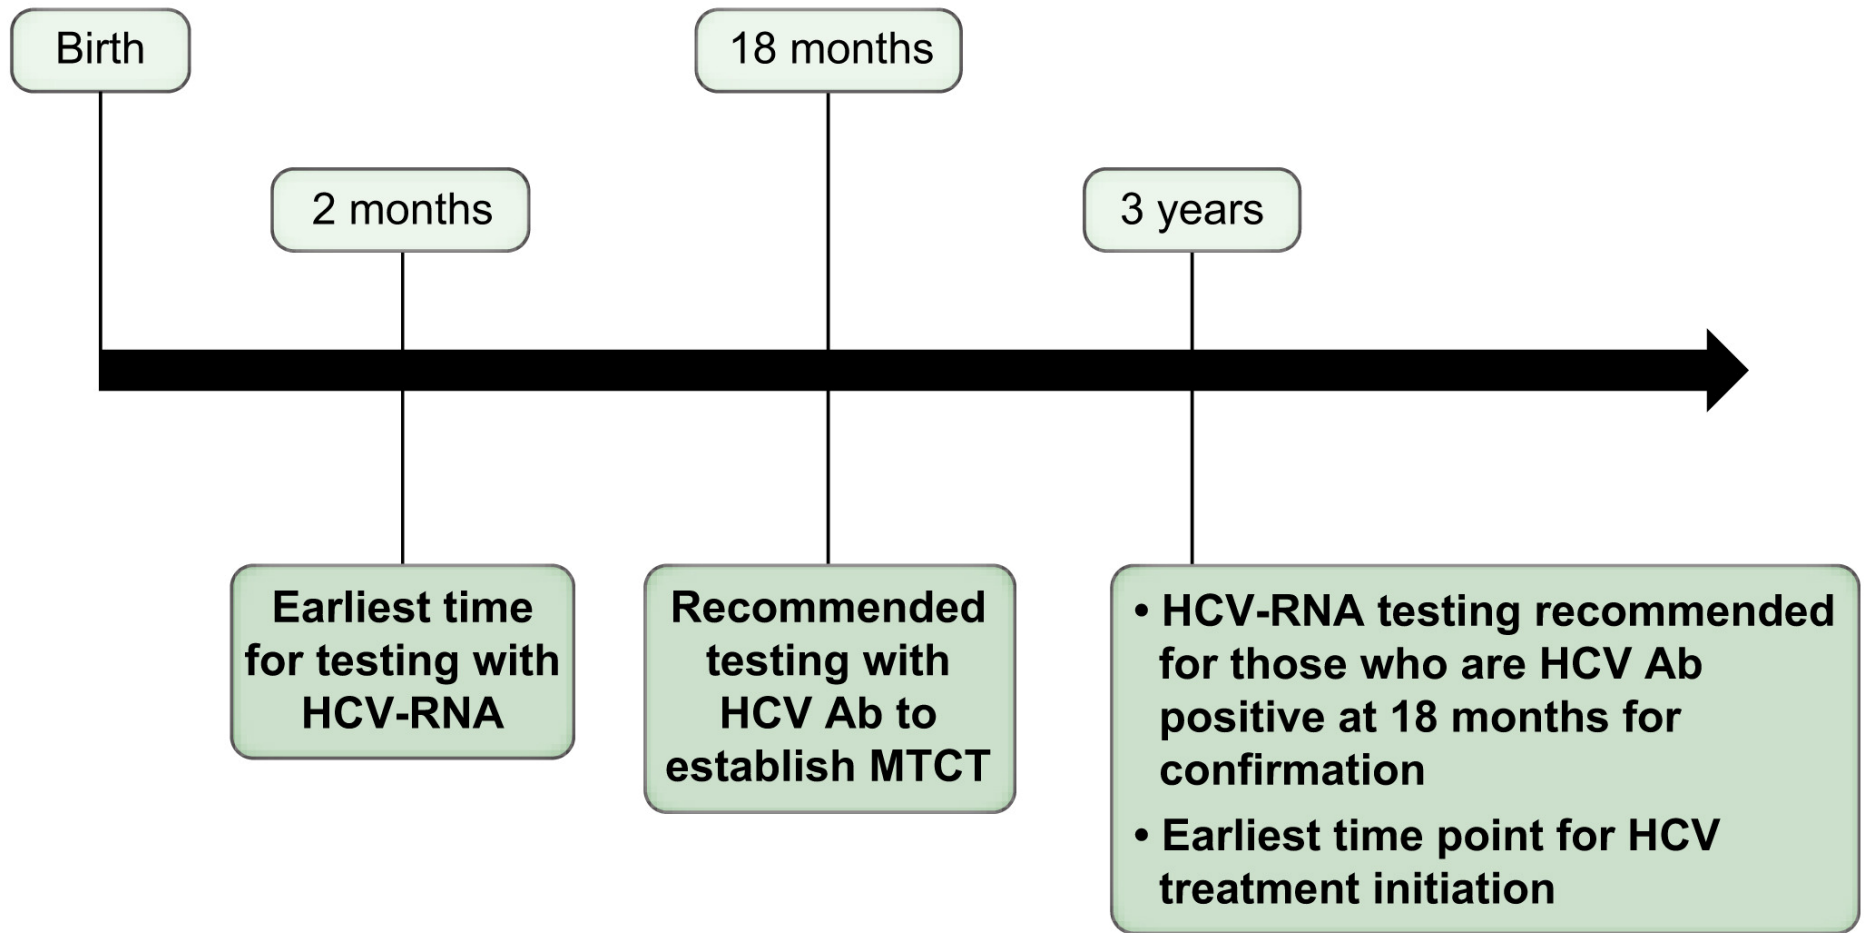 Birth
18 months
2 months
3 years
Earliest time
for testing with
HCV-RNA
Recommended
testing with
HCV Ab to
establish MTCT
• HCV-RNA testing recommended
for those who are HCV Ab
positive at 18 months for
confirmation
• Earliest time point for HCV
treatment initiation